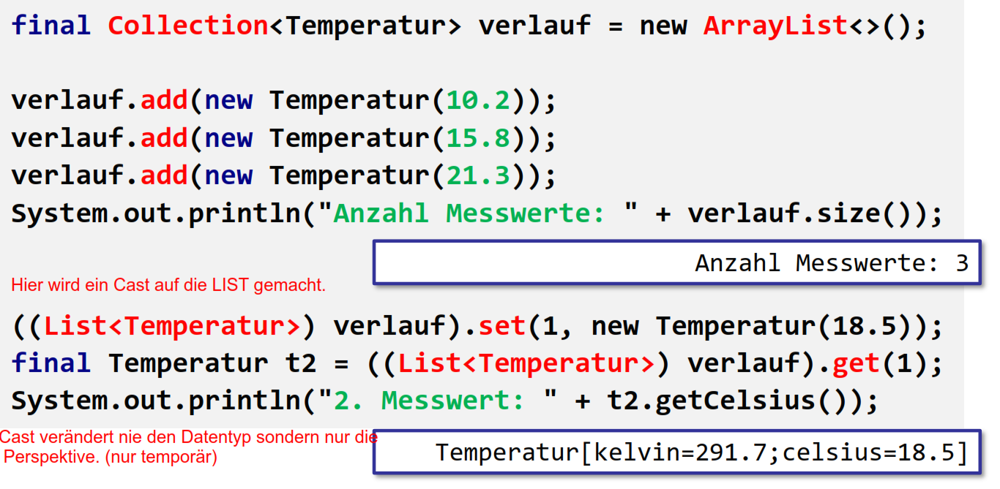 final Collection<Temperatur> verlauf = new ArrayList<>();
verlauf.add(new Temperatur(10.2));
verlauf.add(new Temperatur(15.8));
verlauf.add(new Temperatur(21.3));
System.out.println("Anzahl Messwerte: " + verlauf.size());
Anzahl Messwerte: 3
Hier wird ein Cast auf die LIST gemacht.
((List<Temperatur>) verlauf).set(1, new Temperatur(18.5));
final Temperatur t2 = ((List<Temperatur>) verlauf).get(1);
System.out.println("2. Messwert: " + t2.getCelsius());
Cast verändert nie den Datentyp sondern nur die
Perspektive. (nur temporär)
Temperatur[kelvin=291.7;celsius=18.5]